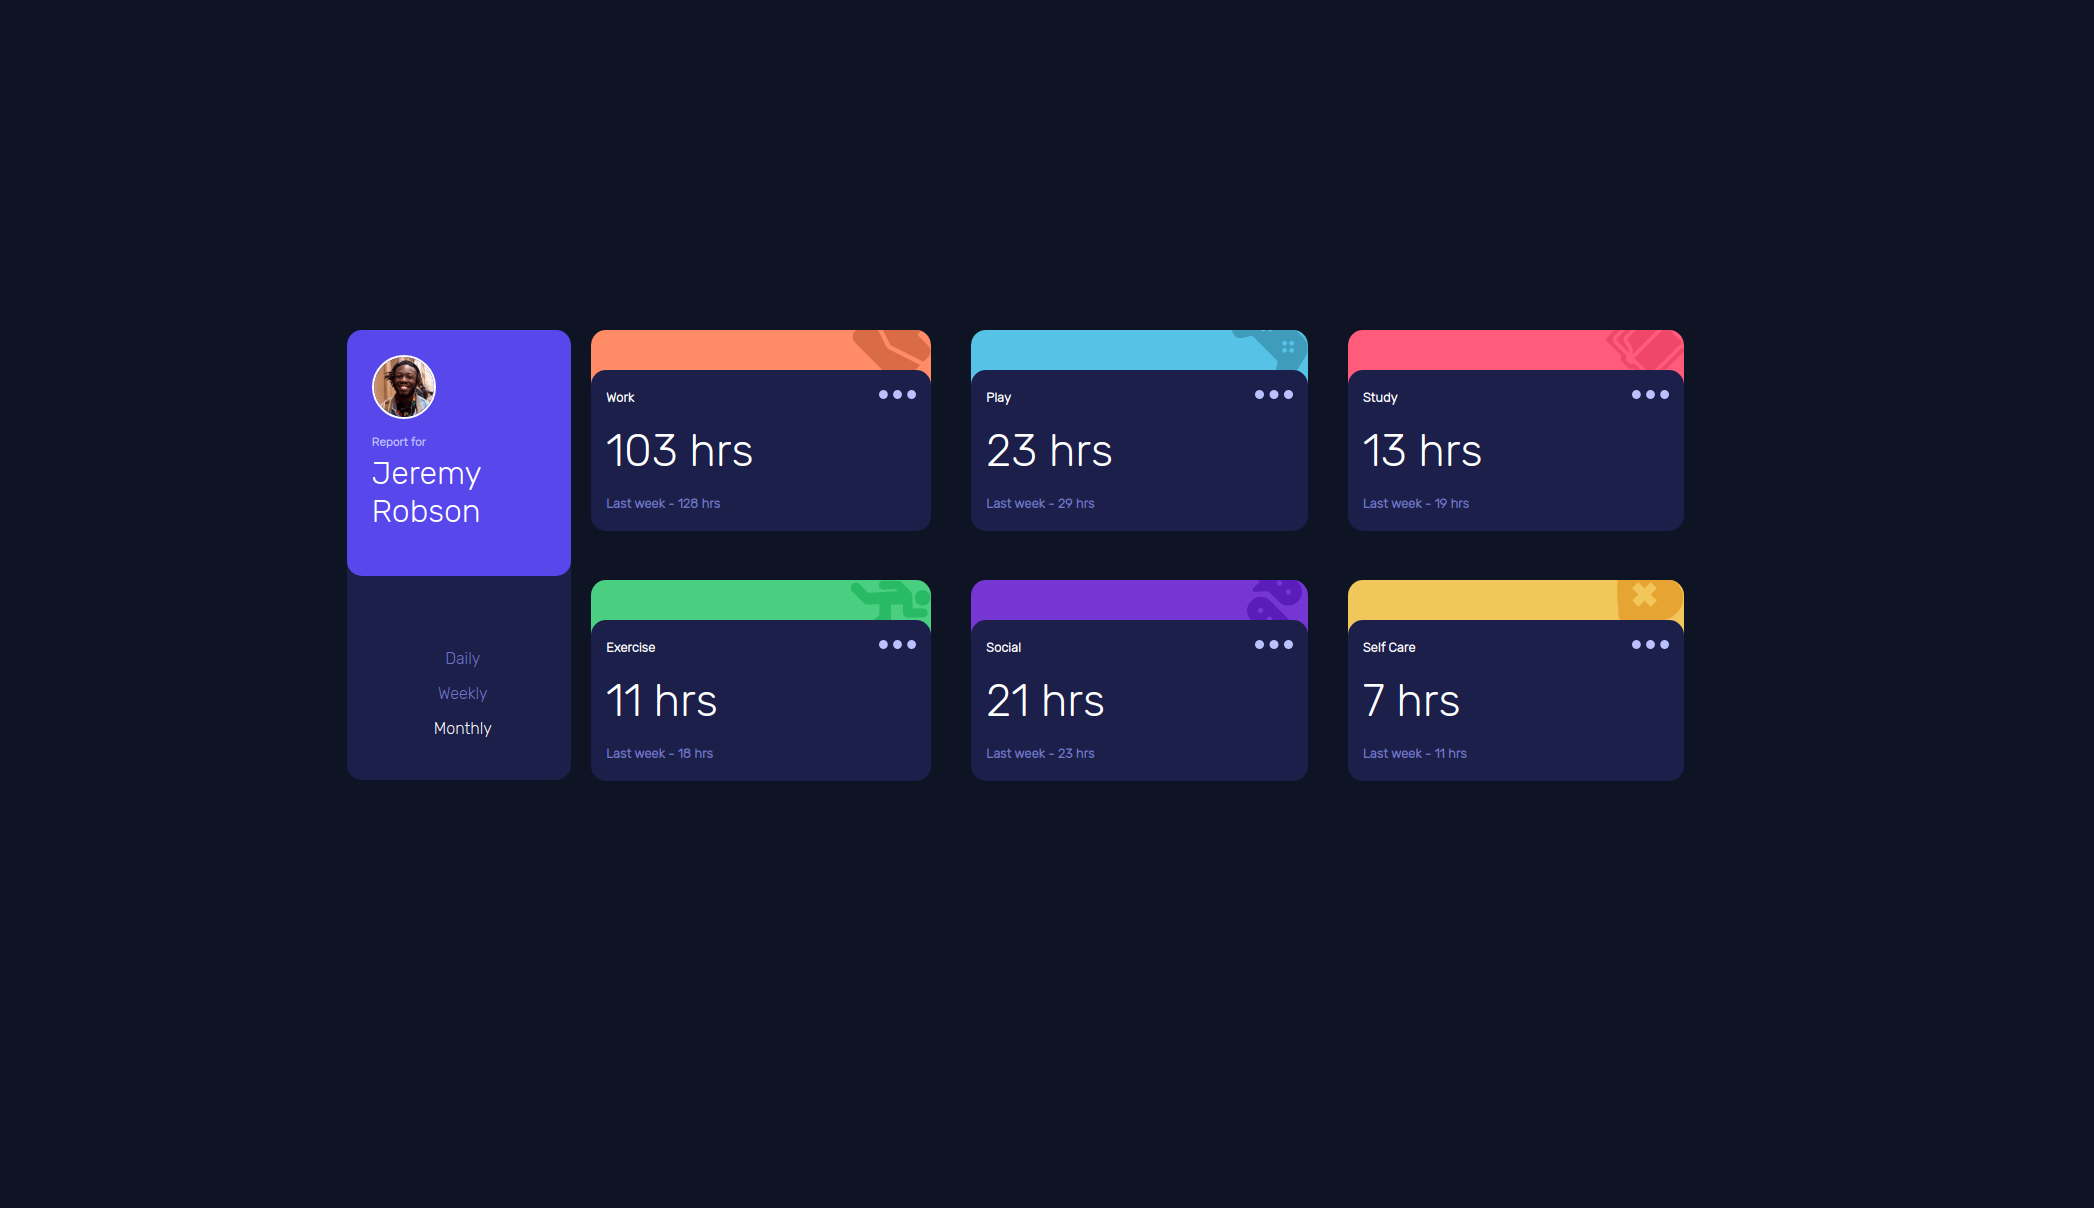 Report for
Jeremy
Robson
Daily
Weekly
Monthly
Work
103 hrs
Last week - 128 hrs
Play
23 hrs
Last week - 29 hrs
Study
13 hrs
Last week - 19 hrs
Exercise
11 hrs
Last week - 18 hrs
Social
21 hrs
Last week - 23 hrs
Self Care
7 hrs
Last week - 11 hrs